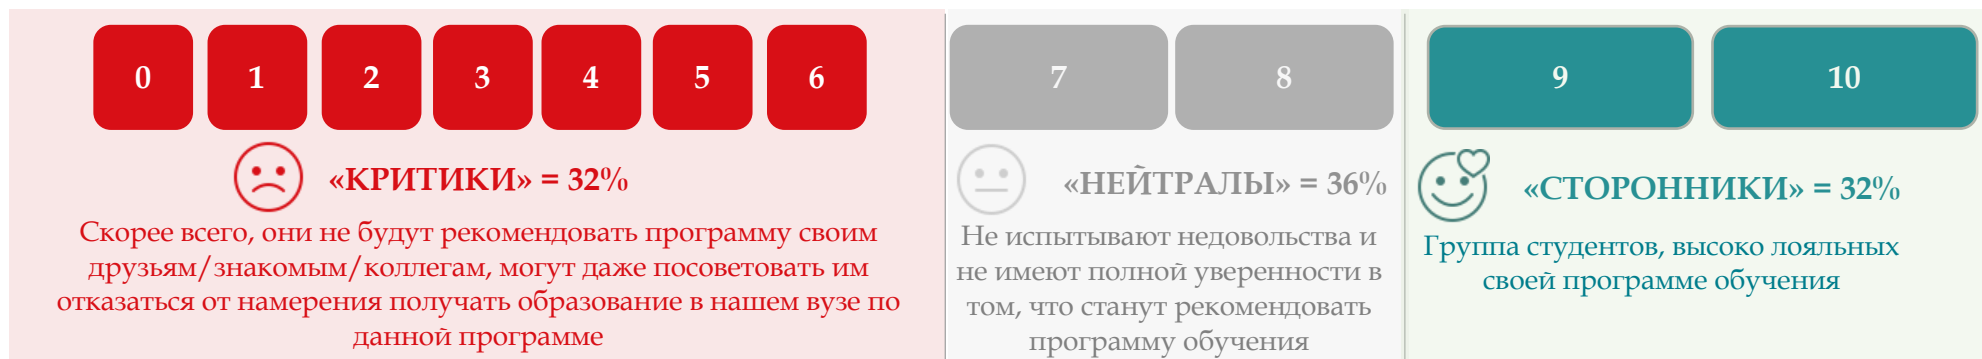 0 1 2 3 4 5 6
«КРИТИКИ» = 32%
Скорее всего, они не будут рекомендовать программу своим
друзьям/знакомым/коллегам, могут даже посоветовать им
отказаться от намерения получать образование в нашем вузе по
данной программе
7 8
«НЕЙТРАЛЫ» = 36%
Не испытывают недовольства и
не имеют полной уверенности в
том, что станут рекомендовать
программу обучения
9 10
«СТОРОННИКИ» = 32%
Группа студентов, высоко лояльных
своей программе обучения